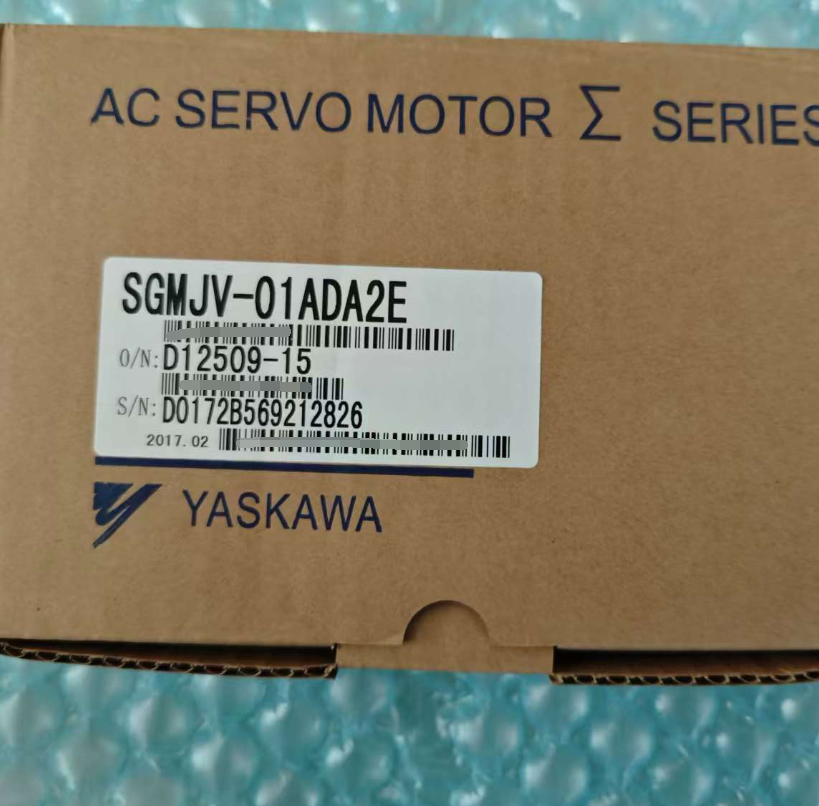 AC SERVO MOTOR Σ SERIES
SGMJV-01ADA2E
O/N: D12509-15
S/N: D0172B569212826
2017.02
YASKAWA